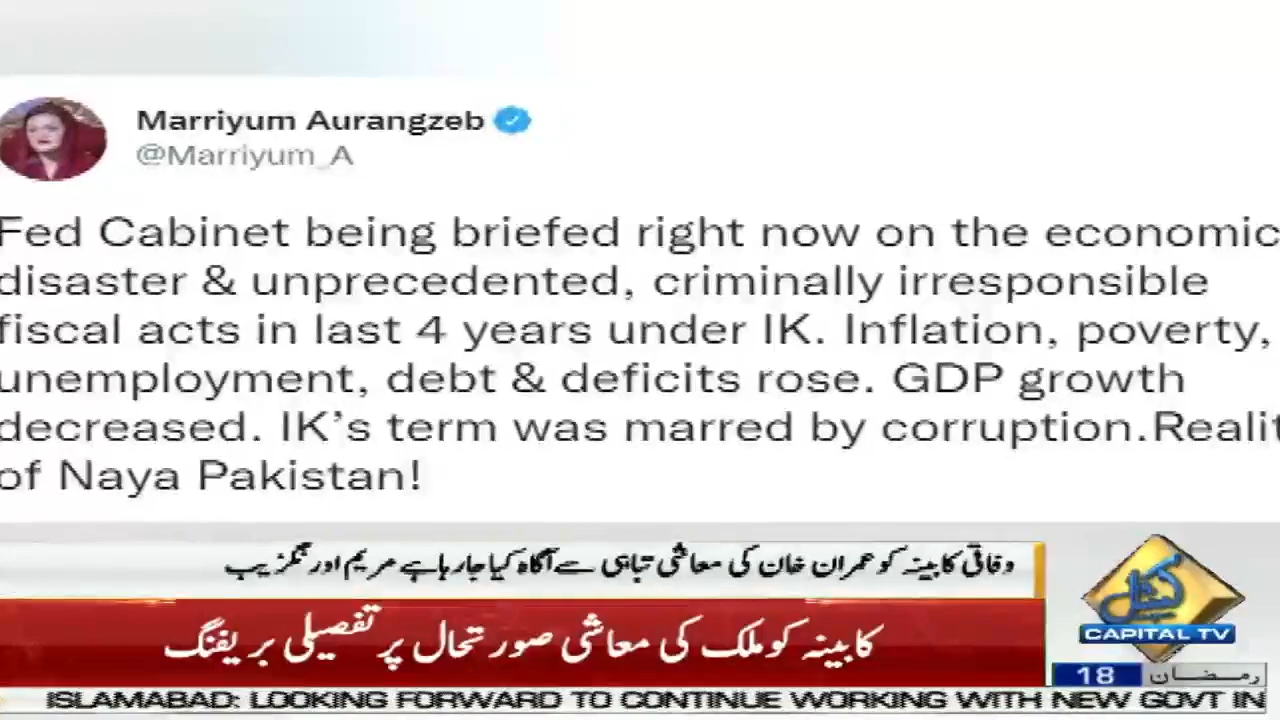 Marriyum Aurangzeb
@Marriyum_A
Fed Cabinet being briefed right now on the economic
disaster & unprecedented, criminally irresponsible
fiscal acts in last 4 years under IK. Inflation, poverty,
unemployment, debt & deficits rose. GDP growth
decreased. IK's term was marred by corruption.Realit
of Naya Pakistan!
وفاقی کابینہ کو عمران خان کی معاشی تباہی سے آگاہ کیا جا رہا ہے مریم اورنگزیب
کابینہ کو ملک کی معاشی صورتحال پر تفصیلی بریفنگ
کیپٹل
CAPITAL TV
18 رمضان
ISLAMABAD: LOOKING FORWARD TO CONTINUE WORKING WITH NEW GOVT IN